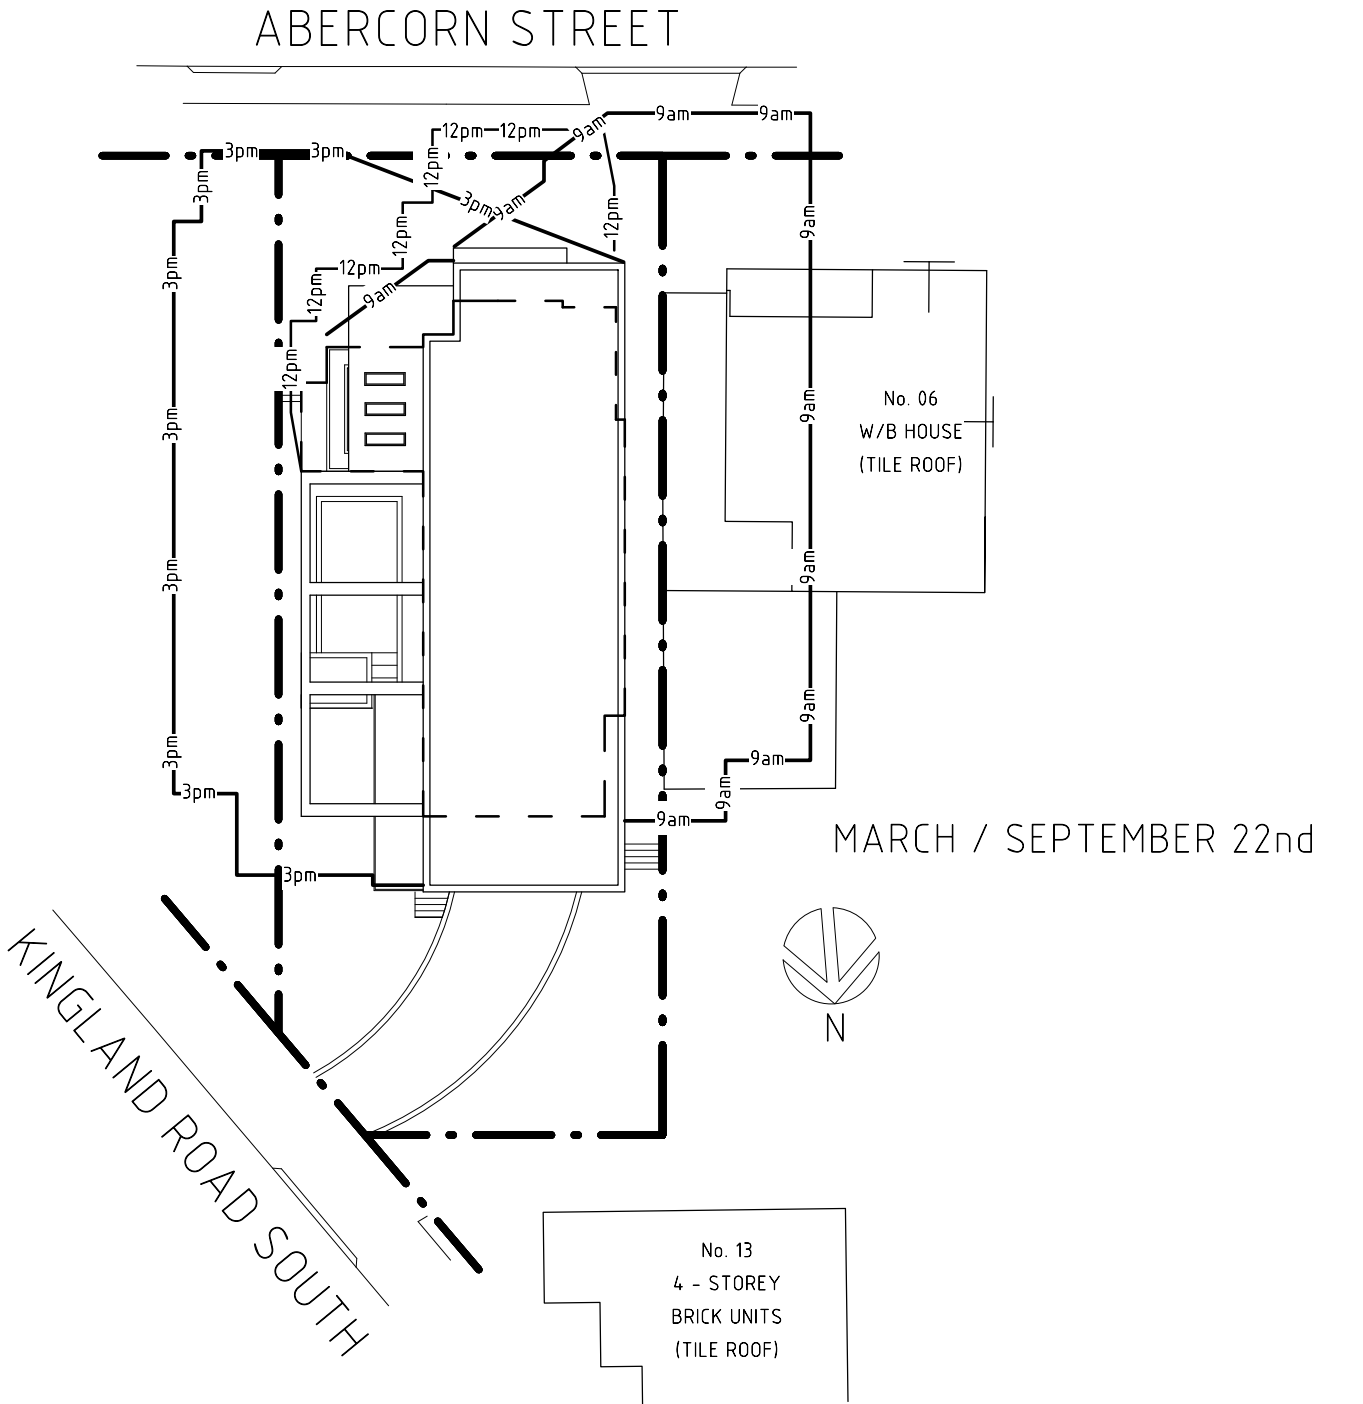 ABERCORN STREET
9am
9am
12pm
12pm
9am
3pm
3pm
12pm
3pm
3pm
9am
12pm
9am
12pm
3pm
12pm
12pm
9am
12pm
No. 06
W/B HOUSE
(TILE ROOF)
9am
3pm
3pm
9am
9am
3pm
9am
3pm
9am
9am
MARCH / SEPTEMBER 22nd
3pm
N
KINGLAND ROAD SOUTH
No. 13
4 - STOREY
BRICK UNITS
(TILE ROOF)